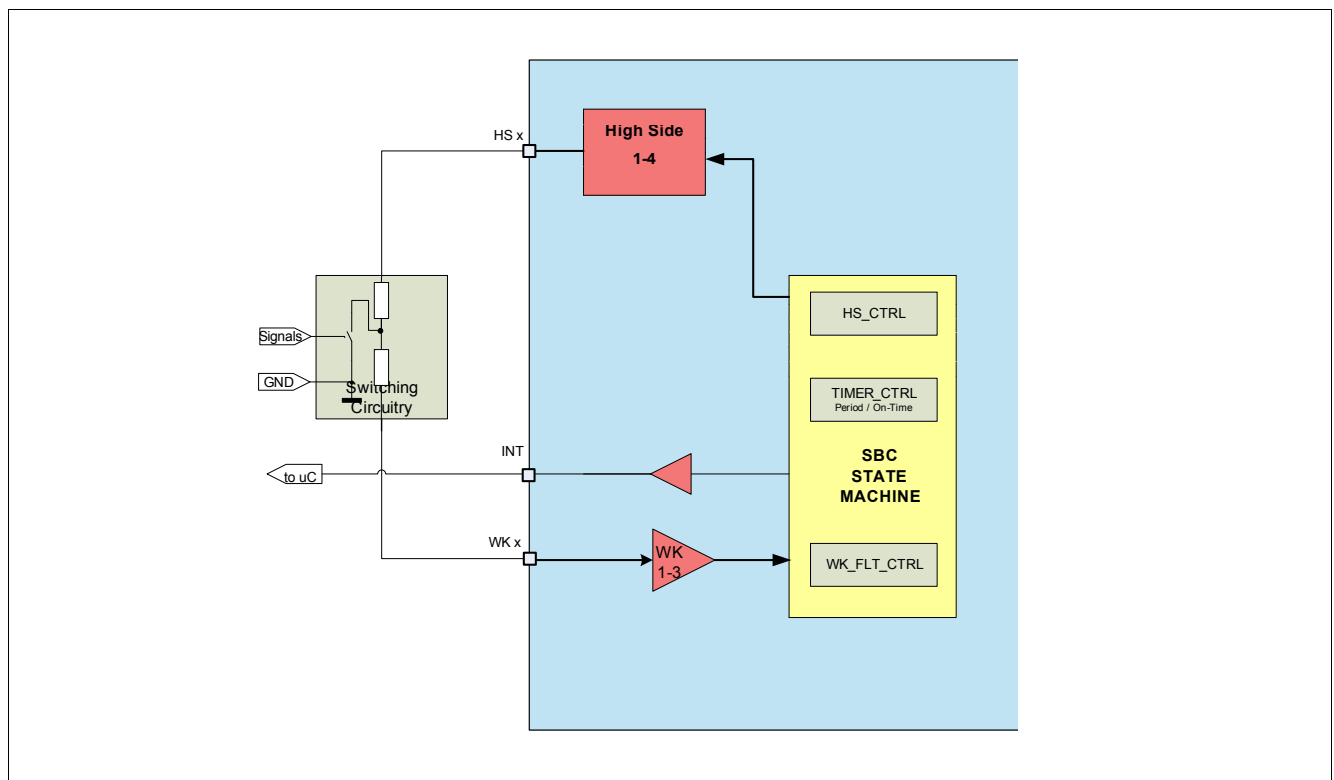 High Side
1-4
HS x
HS_CTRL
Signals
TIMER_CTRL
Period / On-Time
GND
Switching
Circuitry
INT
SBC
STATE
MACHINE
to uC
WK x
WK
1-3
WK_FLT_CTRL